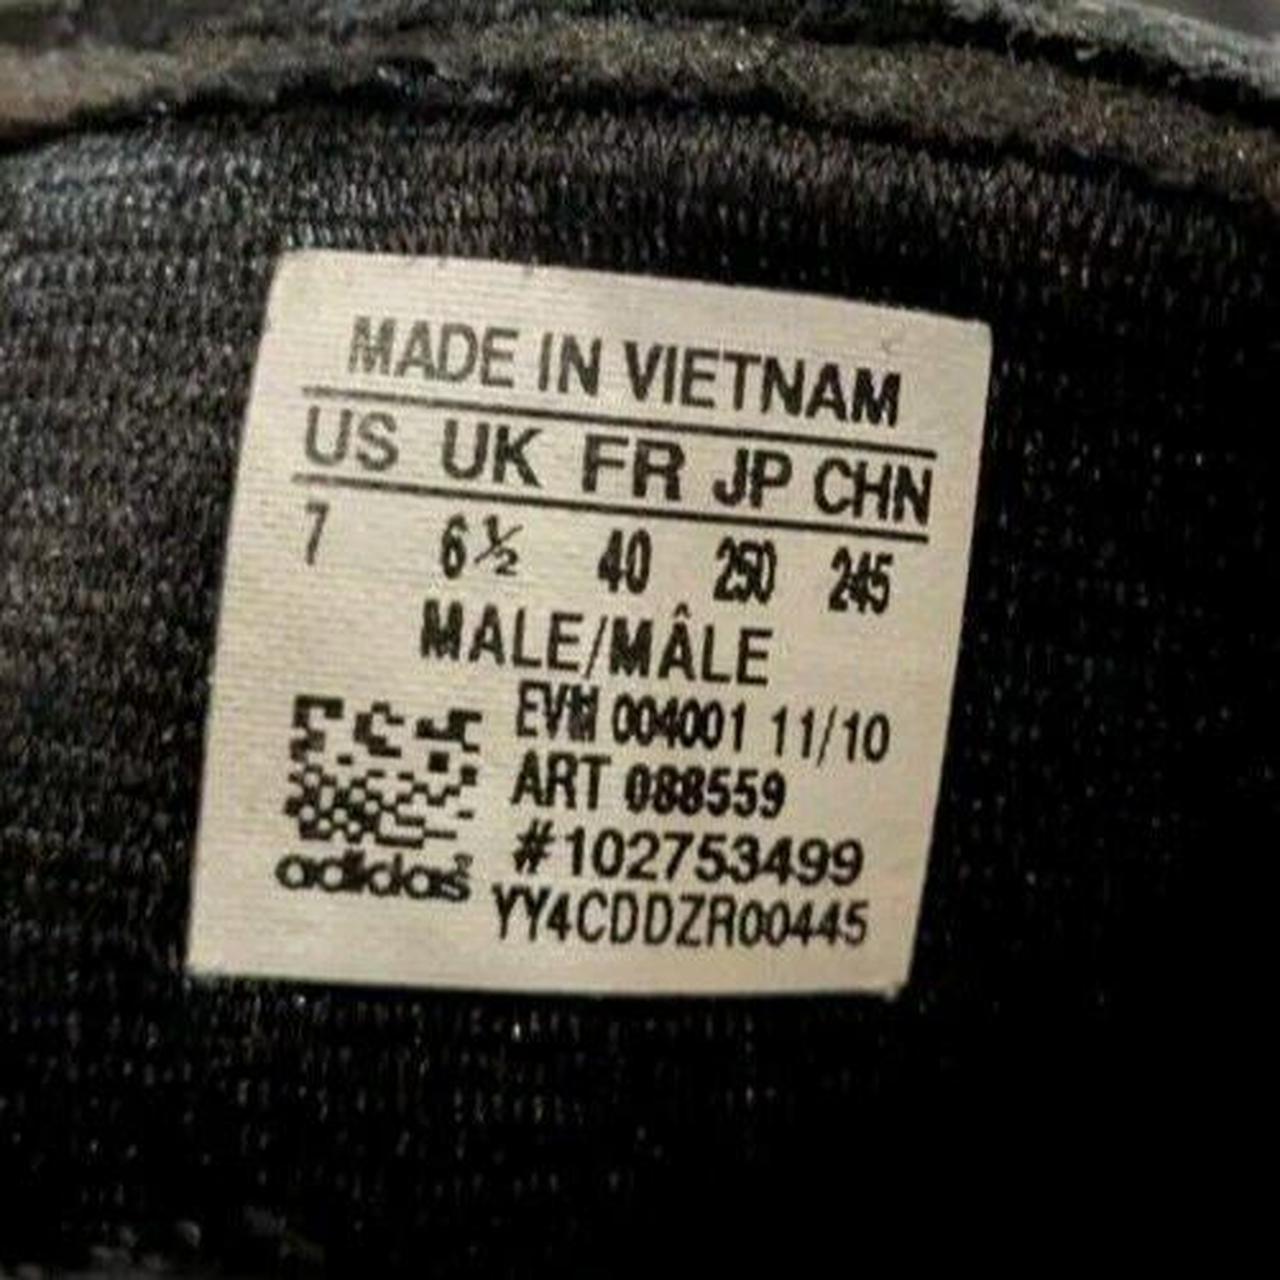 MADE IN VIETNAM
US UK FR JP CHN
7 6½ 40 250 245
MALE/MÂLE
EVM 004001 11/10
ART 088559
#102753499
adidas YY4CDDZR00445